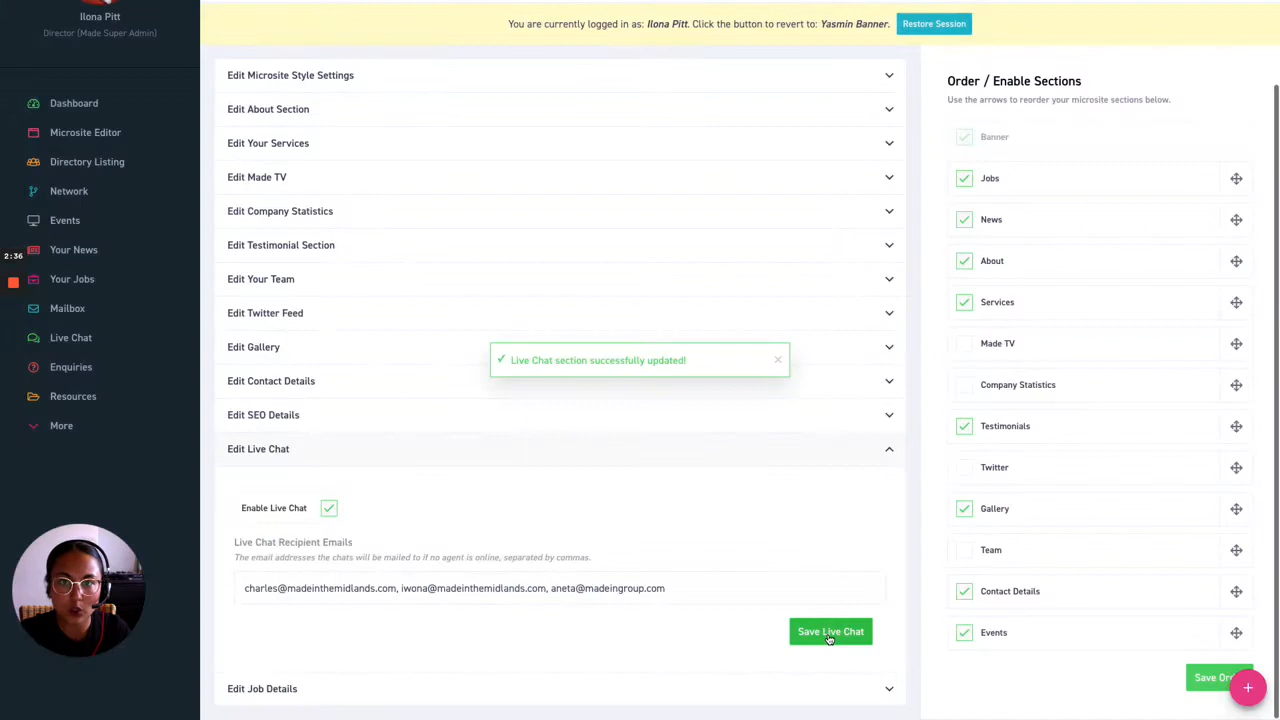 Ilona Pitt
Director (Made Super Admin)
Dashboard
Microsite Editor
Directory Listing
Network
Events
2:36
Your News
Your Jobs
Mailbox
Live Chat
Enquiries
Resources
More
You are currently logged in as: Ilona Pitt. Click the button to revert to: Yasmin Banner. Restore Session
Edit Microsite Style Settings
Edit About Section
Edit Your Services
Edit Made TV
Edit Company Statistics
Edit Testimonial Section
Edit Your Team
Edit Twitter Feed
Edit Gallery
Live Chat section successfully updated!
Edit Contact Details
Edit SEO Details
Edit Live Chat
Enable Live Chat
Live Chat Recipient Emails
The email addresses the chats will be mailed to if no agent is online, separated by commas.
charles@madeinthemidlands.com, iwona@madeinthemidlands.com, aneta@madeingroup.com
Save Live Chat
Edit Job Details
Order / Enable Sections
Use the arrows to reorder your microsite sections below.
Banner
Jobs
News
About
Services
Made TV
Company Statistics
Testimonials
Twitter
Gallery
Team
Contact Details
Events
Save